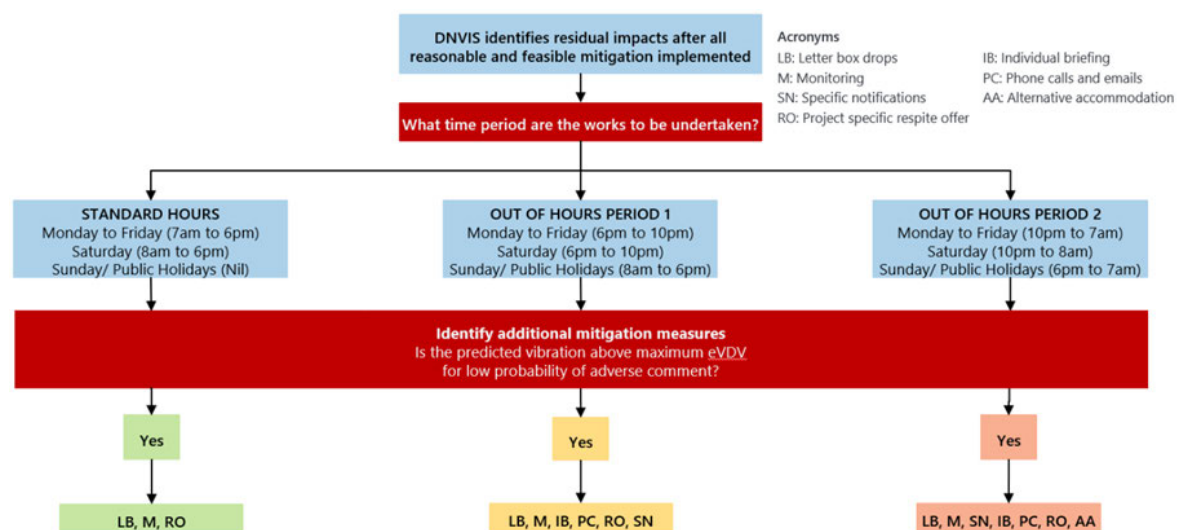 DNVIS identifies residual impacts after all
reasonable and feasible mitigation implemented
Acronyms
LB: Letter box drops
IB: Individual briefing
M: Monitoring
PC: Phone calls and emails
SN: Specific notifications
AA: Alternative accommodation
RO: Project specific respite offer
What time period are the works to be undertaken?
STANDARD HOURS
Monday to Friday (7am to 6pm)
Saturday (8am to 6pm)
Sunday/ Public Holidays (Nil)
OUT OF HOURS PERIOD 1
Monday to Friday (6pm to 10pm)
Saturday (6pm to 10pm)
Sunday/ Public Holidays (8am to 6pm)
OUT OF HOURS PERIOD 2
Monday to Friday (10pm to 7am)
Saturday (10pm to 8am)
Sunday/ Public Holidays (6pm to 7am)
Identify additional mitigation measures
Is the predicted vibration above maximum eVDV
for low probability of adverse comment?
Yes
Yes
Yes
LB, M, RO
LB, M, IB, PC, RO, SN
LB, M, SN, IB, PC, RO, AA